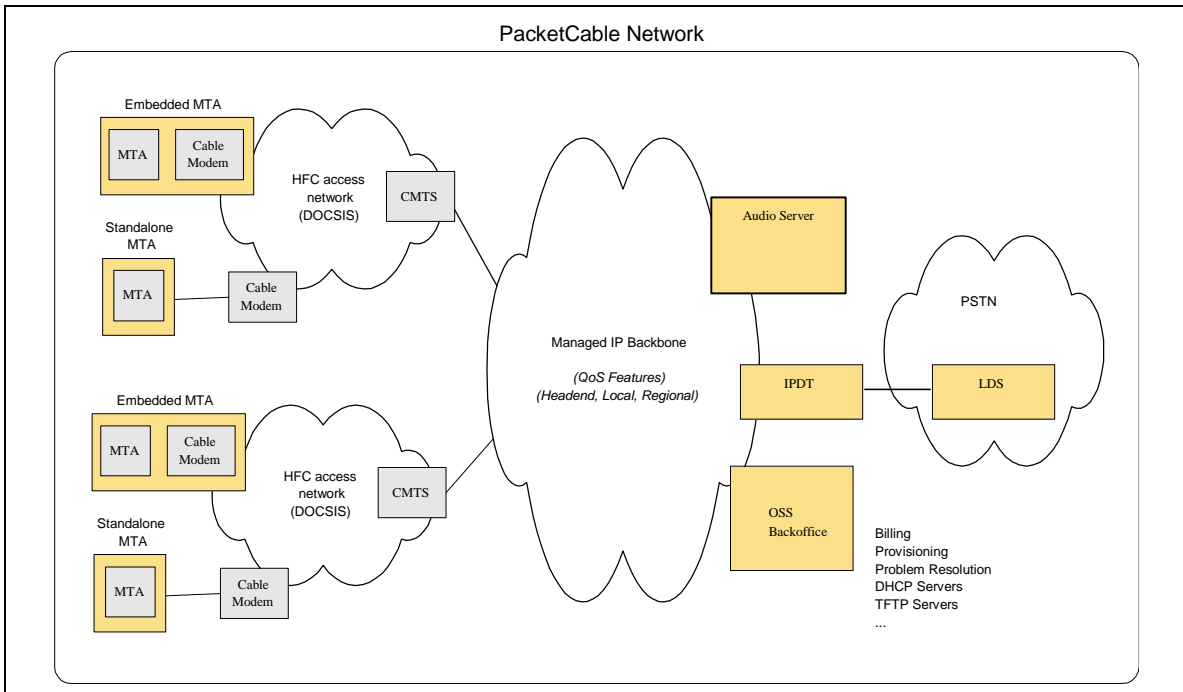 PacketCable Network
Embedded MTA
MTA
Cable
Modem
HFC access
network
(DOCSIS)
CMTS
Standalone
MTA
MTA
Cable
Modem
Embedded MTA
MTA
Cable
Modem
HFC access
network
(DOCSIS)
CMTS
Standalone
MTA
MTA
Cable
Modem
Managed IP Backbone
(QoS Features)
(Headend, Local, Regional)
Audio Server
PSTN
IPDT
LDS
OSS
Backoffice
Billing
Provisioning
Problem Resolution
DHCP Servers
TFTP Servers
...